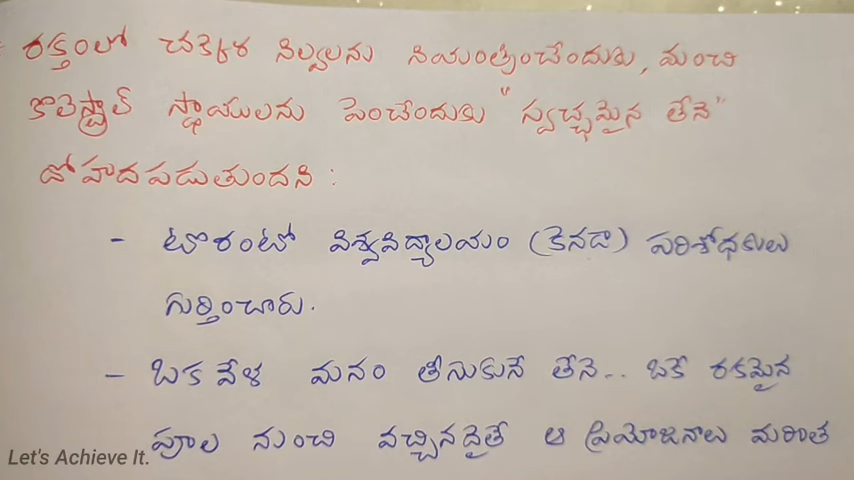 రక్తంలో చక్కెర నిల్వలను నియంత్రించేందుకు, మంచి
కొలెస్ట్రాల్ స్థాయులను పెంచేందుకు "స్వచ్ఛమైన తేనె"
దోహదపడుతుందని :
- టొరంటో విశ్వవిద్యాలయం (కెనడా) పరిశోధకులు
గుర్తించారు.
- ఒక వేళ మనం తీసుకునే తేనె.. ఒకే రకమైన
పూల నుంచి వచ్చినదైతే ఆ ప్రయోజనాలు మరింత
Let's Achieve It.